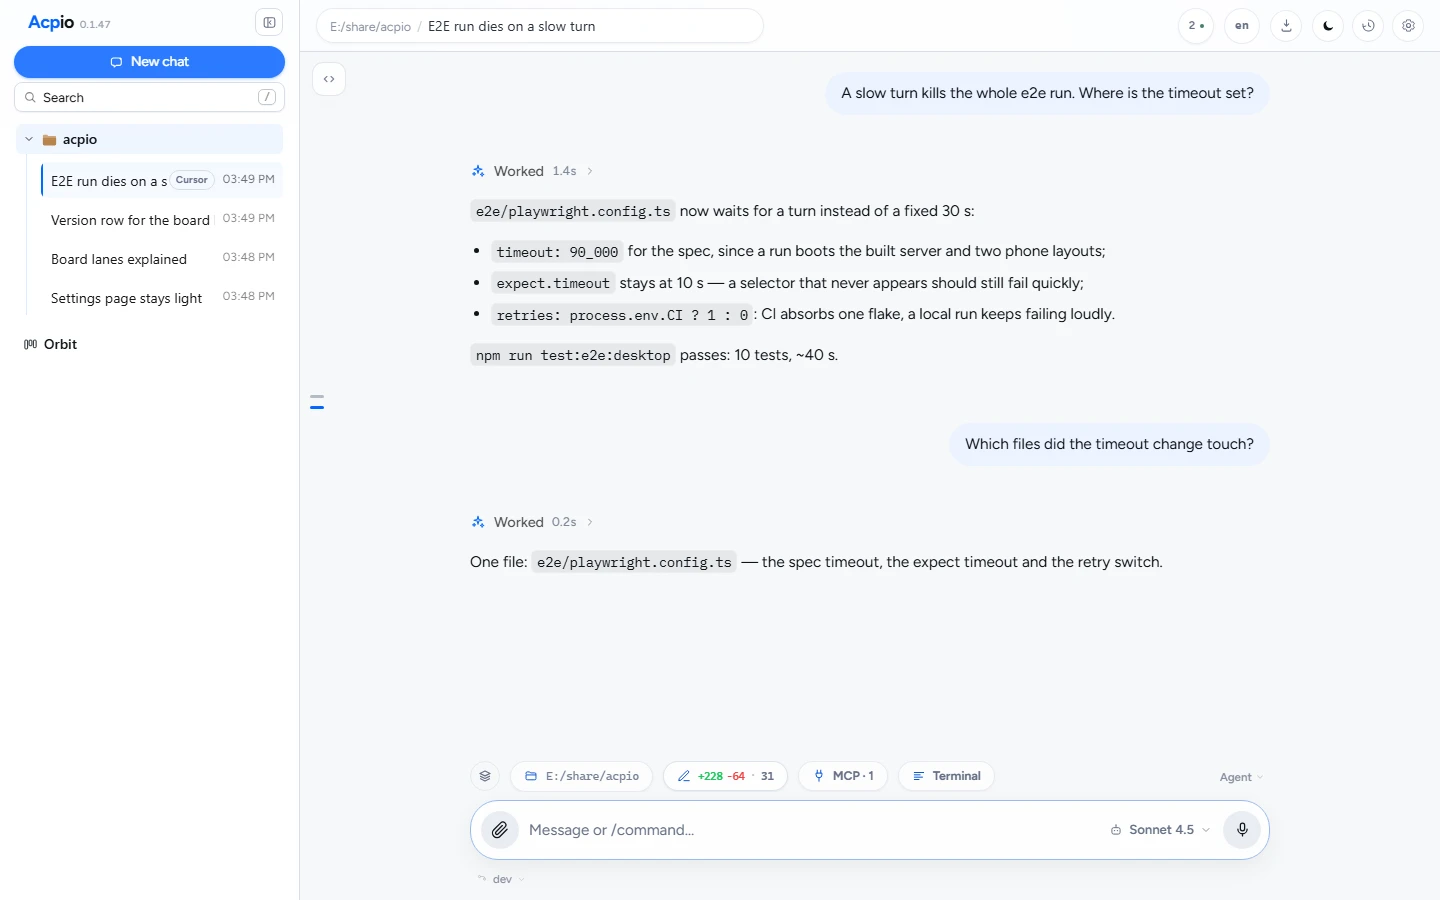 Acpio 0.1.47
New chat
Search /
acpio
E2E run dies on a s Cursor 03:49 PM
Version row for the board 03:49 PM
Board lanes explained 03:48 PM
Settings page stays light 03:48 PM
Orbit
E:/share/acpio / E2E run dies on a slow turn
2 •
en
A slow turn kills the whole e2e run. Where is the timeout set?
Worked 1.4s
e2e/playwright.config.ts now waits for a turn instead of a fixed 30 s:
• timeout: 90_000 for the spec, since a run boots the built server and two phone layouts;
• expect.timeout stays at 10 s — a selector that never appears should still fail quickly;
• retries: process.env.CI ? 1 : 0 : CI absorbs one flake, a local run keeps failing loudly.
npm run test:e2e:desktop passes: 10 tests, ~40 s.
Which files did the timeout change touch?
Worked 0.2s
One file: e2e/playwright.config.ts — the spec timeout, the expect timeout and the retry switch.
E:/share/acpio
+228 -64 · 31
MCP · 1
Terminal
Agent
Message or /command...
Sonnet 4.5
dev